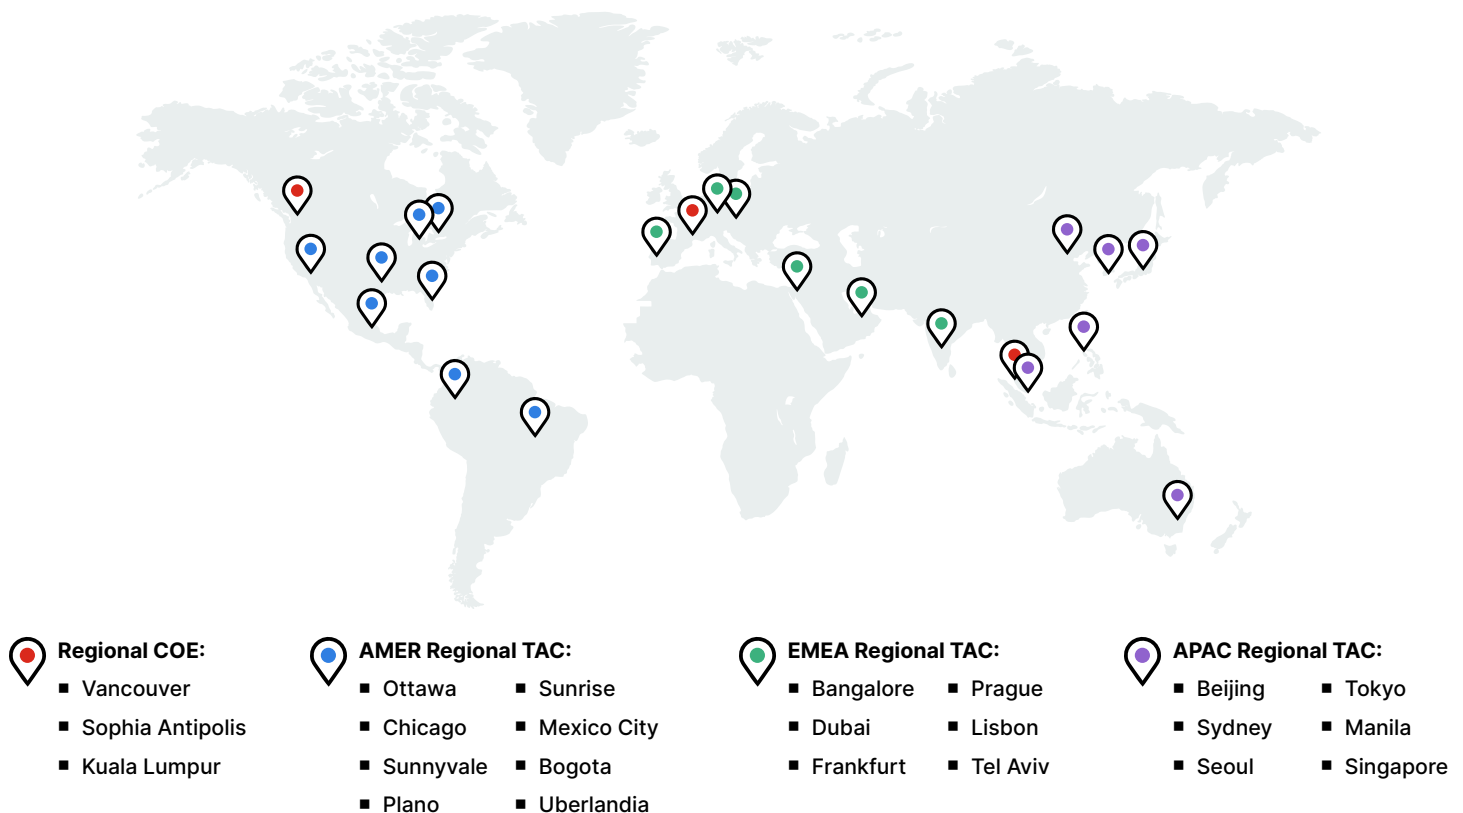 Regional COE:
Vancouver
Sophia Antipolis
Kuala Lumpur
AMER Regional TAC:
Ottawa
Chicago
Sunnyvale
Plano
Sunrise
Mexico City
Bogota
Uberlandia
EMEA Regional TAC:
Bangalore
Dubai
Frankfurt
Prague
Lisbon
Tel Aviv
APAC Regional TAC:
Beijing
Sydney
Seoul
Tokyo
Manila
Singapore